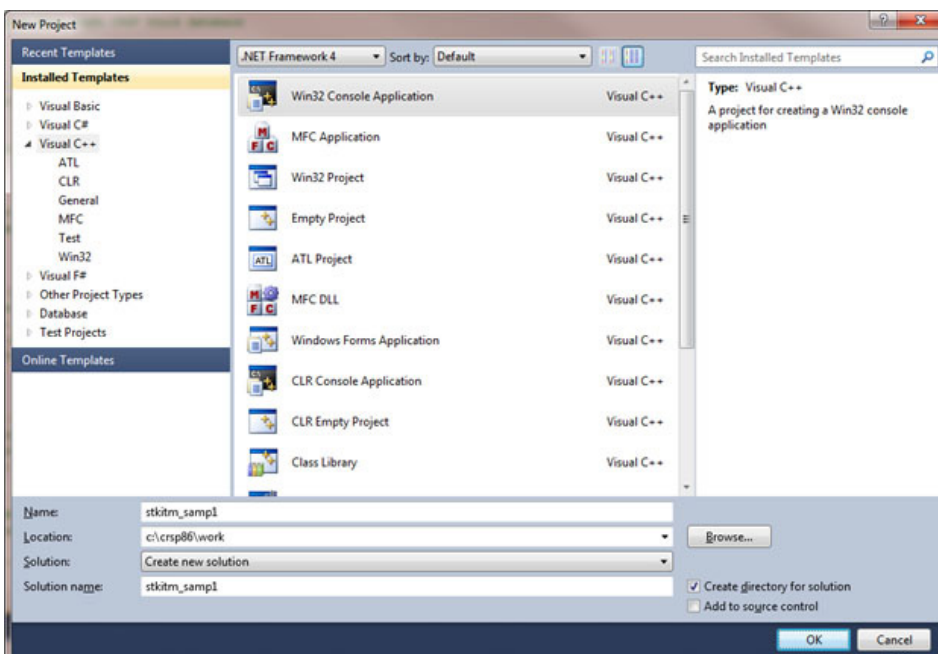 New Project
Recent Templates
Installed Templates
Visual Basic
Visual C#
Visual C++
ATL
CLR
General
MFC
Test
Win32
Visual F#
Other Project Types
Database
Test Projects
Online Templates
.NET Framework 4 Sort by: Default
Win32 Console Application Visual C++
MFC Application Visual C++
Win32 Project Visual C++
Empty Project Visual C++
ATL Project Visual C++
MFC DLL Visual C++
Windows Forms Application Visual C++
CLR Console Application Visual C++
CLR Empty Project Visual C++
Class Library Visual C++
Search Installed Templates
Type: Visual C++
A project for creating a Win32 console
application
Name: stkitm_samp1
Location: c:\crsp86\work Browse...
Solution: Create new solution
Solution name: stkitm_samp1
Create directory for solution
Add to source control
OK Cancel